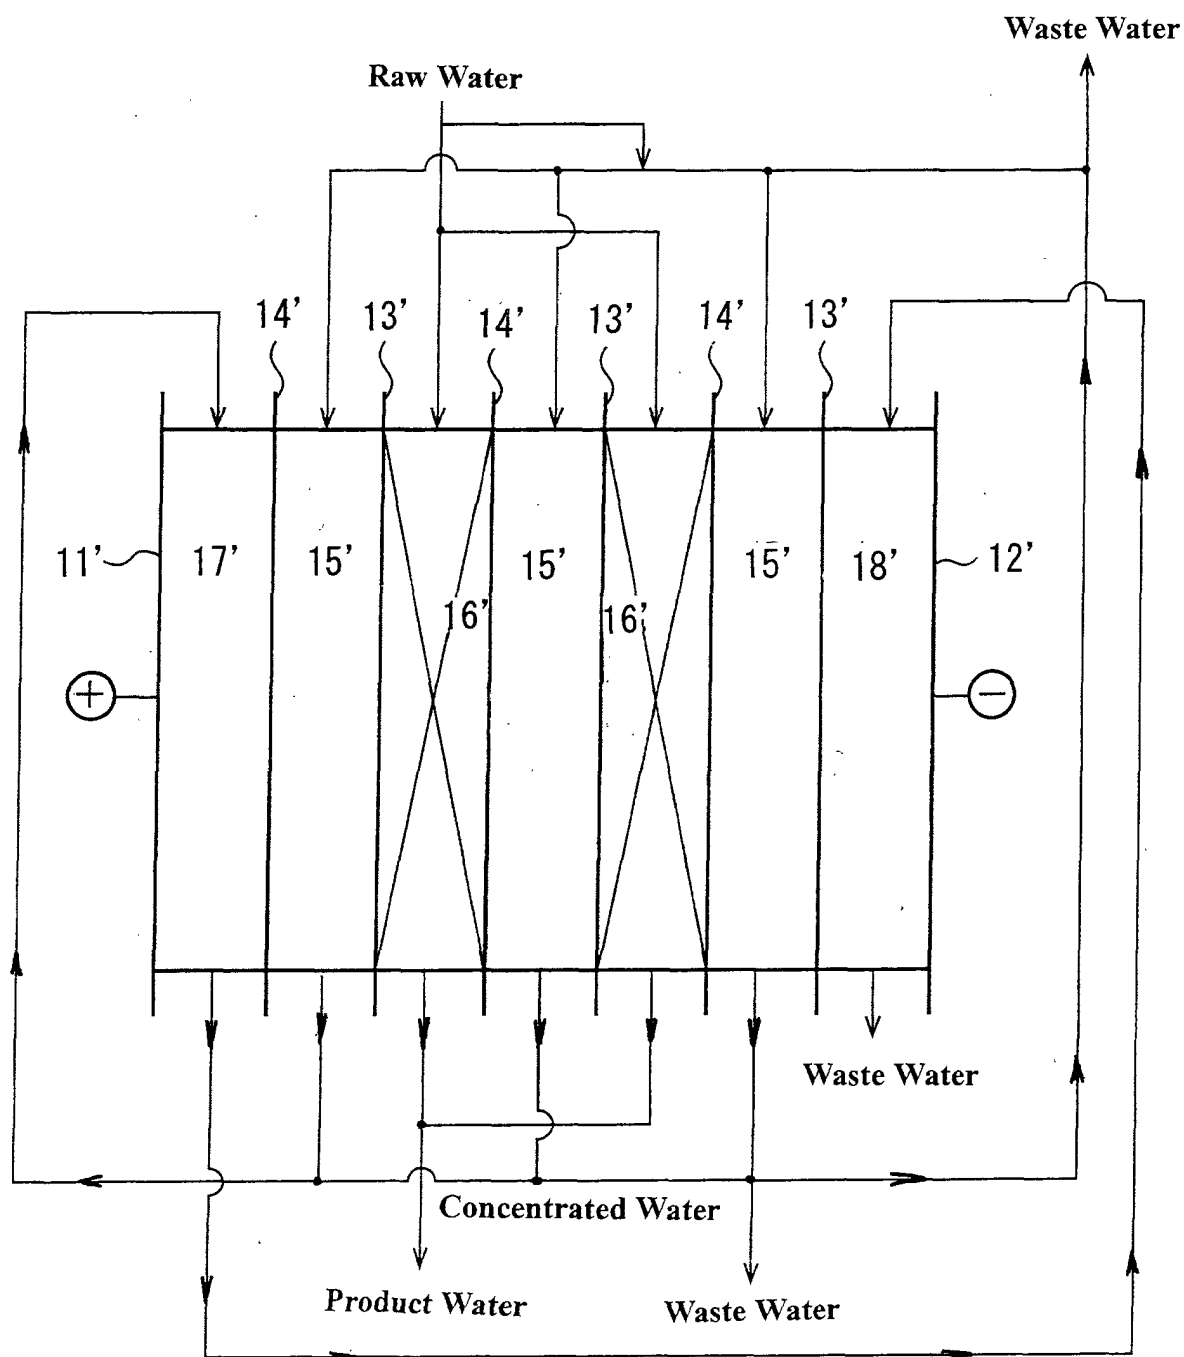 Waste Water
Raw Water
14'
13'
14'
13'
14'
13'
11'
17'
15'
16'
15'
16'
15'
18'
12'
+
−
Waste Water
Concentrated Water
Product Water
Waste Water